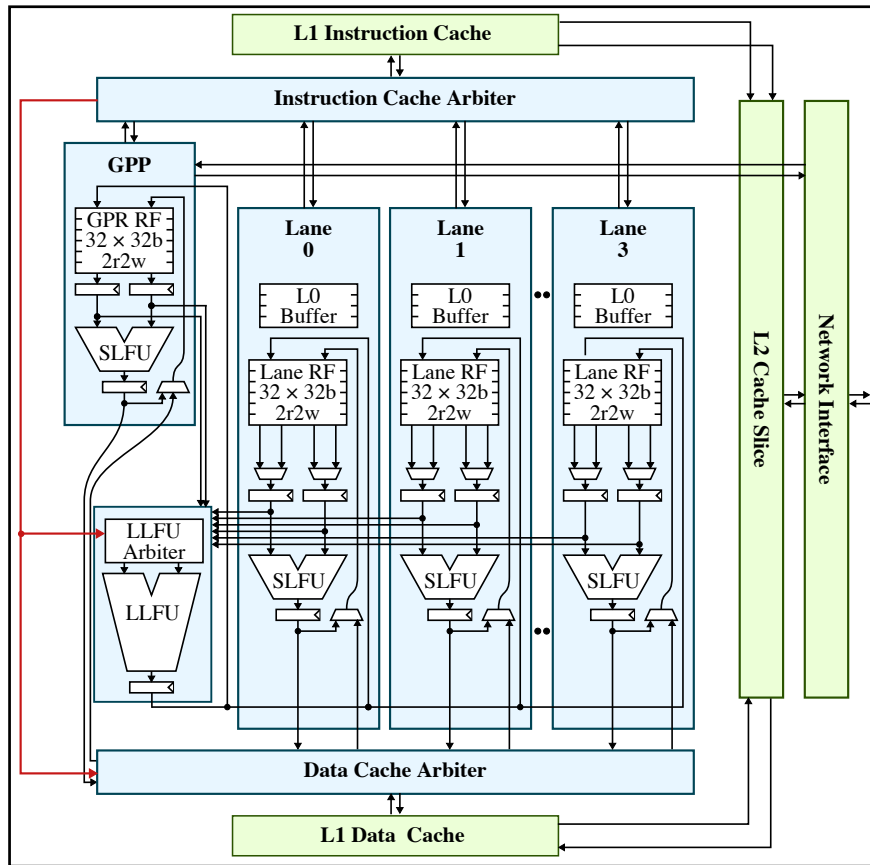 L1 Instruction Cache
Instruction Cache Arbiter
GPP
GPR RF
32 × 32b
2r2w
SLFU
Lane
0
L0
Buffer
Lane RF
32 × 32b
2r2w
SLFU
Lane
1
L0
Buffer
Lane RF
32 × 32b
2r2w
SLFU
Lane
3
L0
Buffer
Lane RF
32 × 32b
2r2w
SLFU
LLFU
Arbiter
LLFU
L2 Cache Slice
Network Interface
Data Cache Arbiter
L1 Data Cache